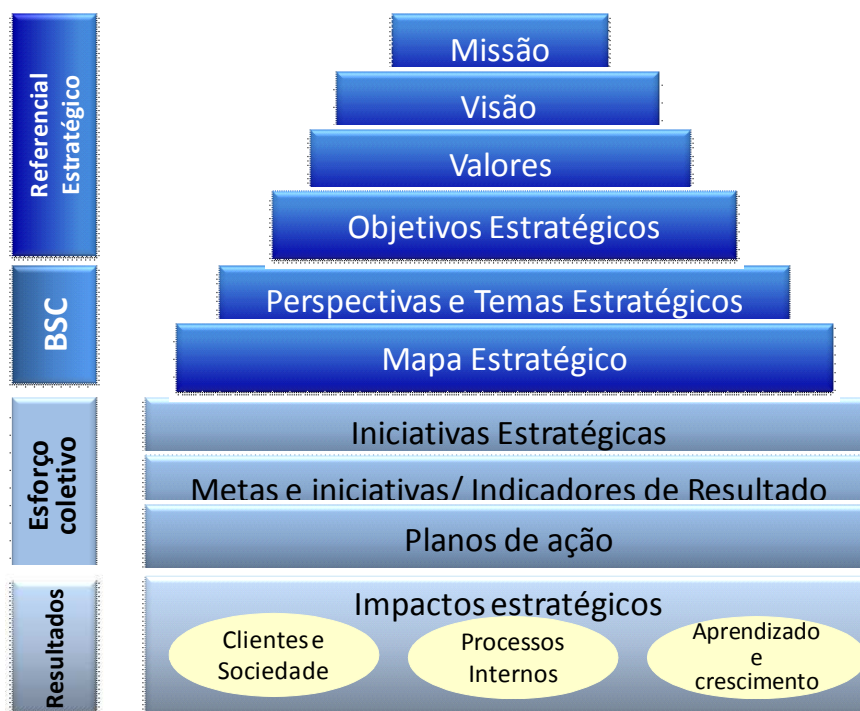 Referencial
Estratégico
Missão
Visão
Valores
Objetivos Estratégicos
BSC
Perspectivas e Temas Estratégicos
Mapa Estratégico
Esforço
coletivo
Iniciativas Estratégicas
Metas e iniciativas/ Indicadores de Resultado
Planos de ação
Resultados
Impactos estratégicos
Clientes e
Sociedade
Processos
Internos
Aprendizado
e
crescimento